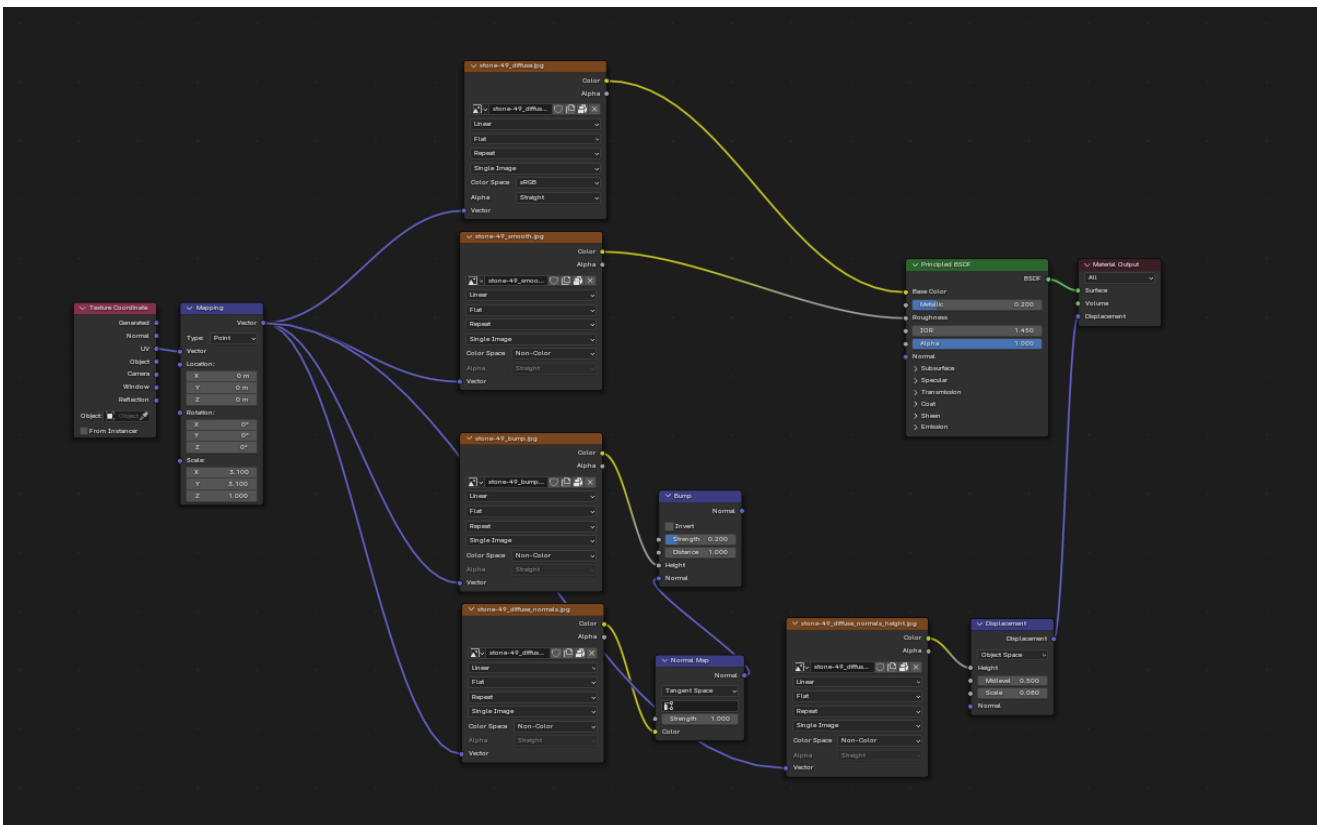 stone-49_diffuse.jpg
Color
Alpha
stone-49_diffus...
Linear
Flat
Repeat
Single Image
Color Space sRGB
Alpha Straight
Vector
stone-49_smooth.jpg
Color
Alpha
stone-49_smoo...
Linear
Flat
Repeat
Single Image
Color Space Non-Color
Alpha Straight
Vector
Texture Coordinate
Generated
Normal
UV
Object
Camera
Window
Reflection
Object: Object
From Instancer
Mapping
Vector
Type: Point
Vector
Location:
X 0 m
Y 0 m
Z 0 m
Rotation:
X 0°
Y 0°
Z 0°
Scale:
X 3.100
Y 3.100
Z 1.000
stone-49_bump.jpg
Color
Alpha
stone-49_bump...
Linear
Flat
Repeat
Single Image
Color Space Non-Color
Alpha Straight
Vector
stone-49_diffuse_normals.jpg
Color
Alpha
stone-49_diffus...
Linear
Flat
Repeat
Single Image
Color Space Non-Color
Alpha Straight
Vector
Bump
Normal
Invert
Strength 0.200
Distance 1.000
Height
Normal
Normal Map
Normal
Tangent Space
Strength 1.000
Color
stone-49_diffuse_normals_height.jpg
Color
Alpha
stone-49_diffus...
Linear
Flat
Repeat
Single Image
Color Space Non-Color
Alpha Straight
Vector
Displacement
Displacement
Object Space
Height
Midlevel 0.500
Scale 0.080
Normal
Principled BSDF
BSDF
Base Color
Metallic 0.200
Roughness
IOR 1.450
Alpha 1.000
Normal
Subsurface
Specular
Transmission
Coat
Sheen
Emission
Material Output
All
Surface
Volume
Displacement